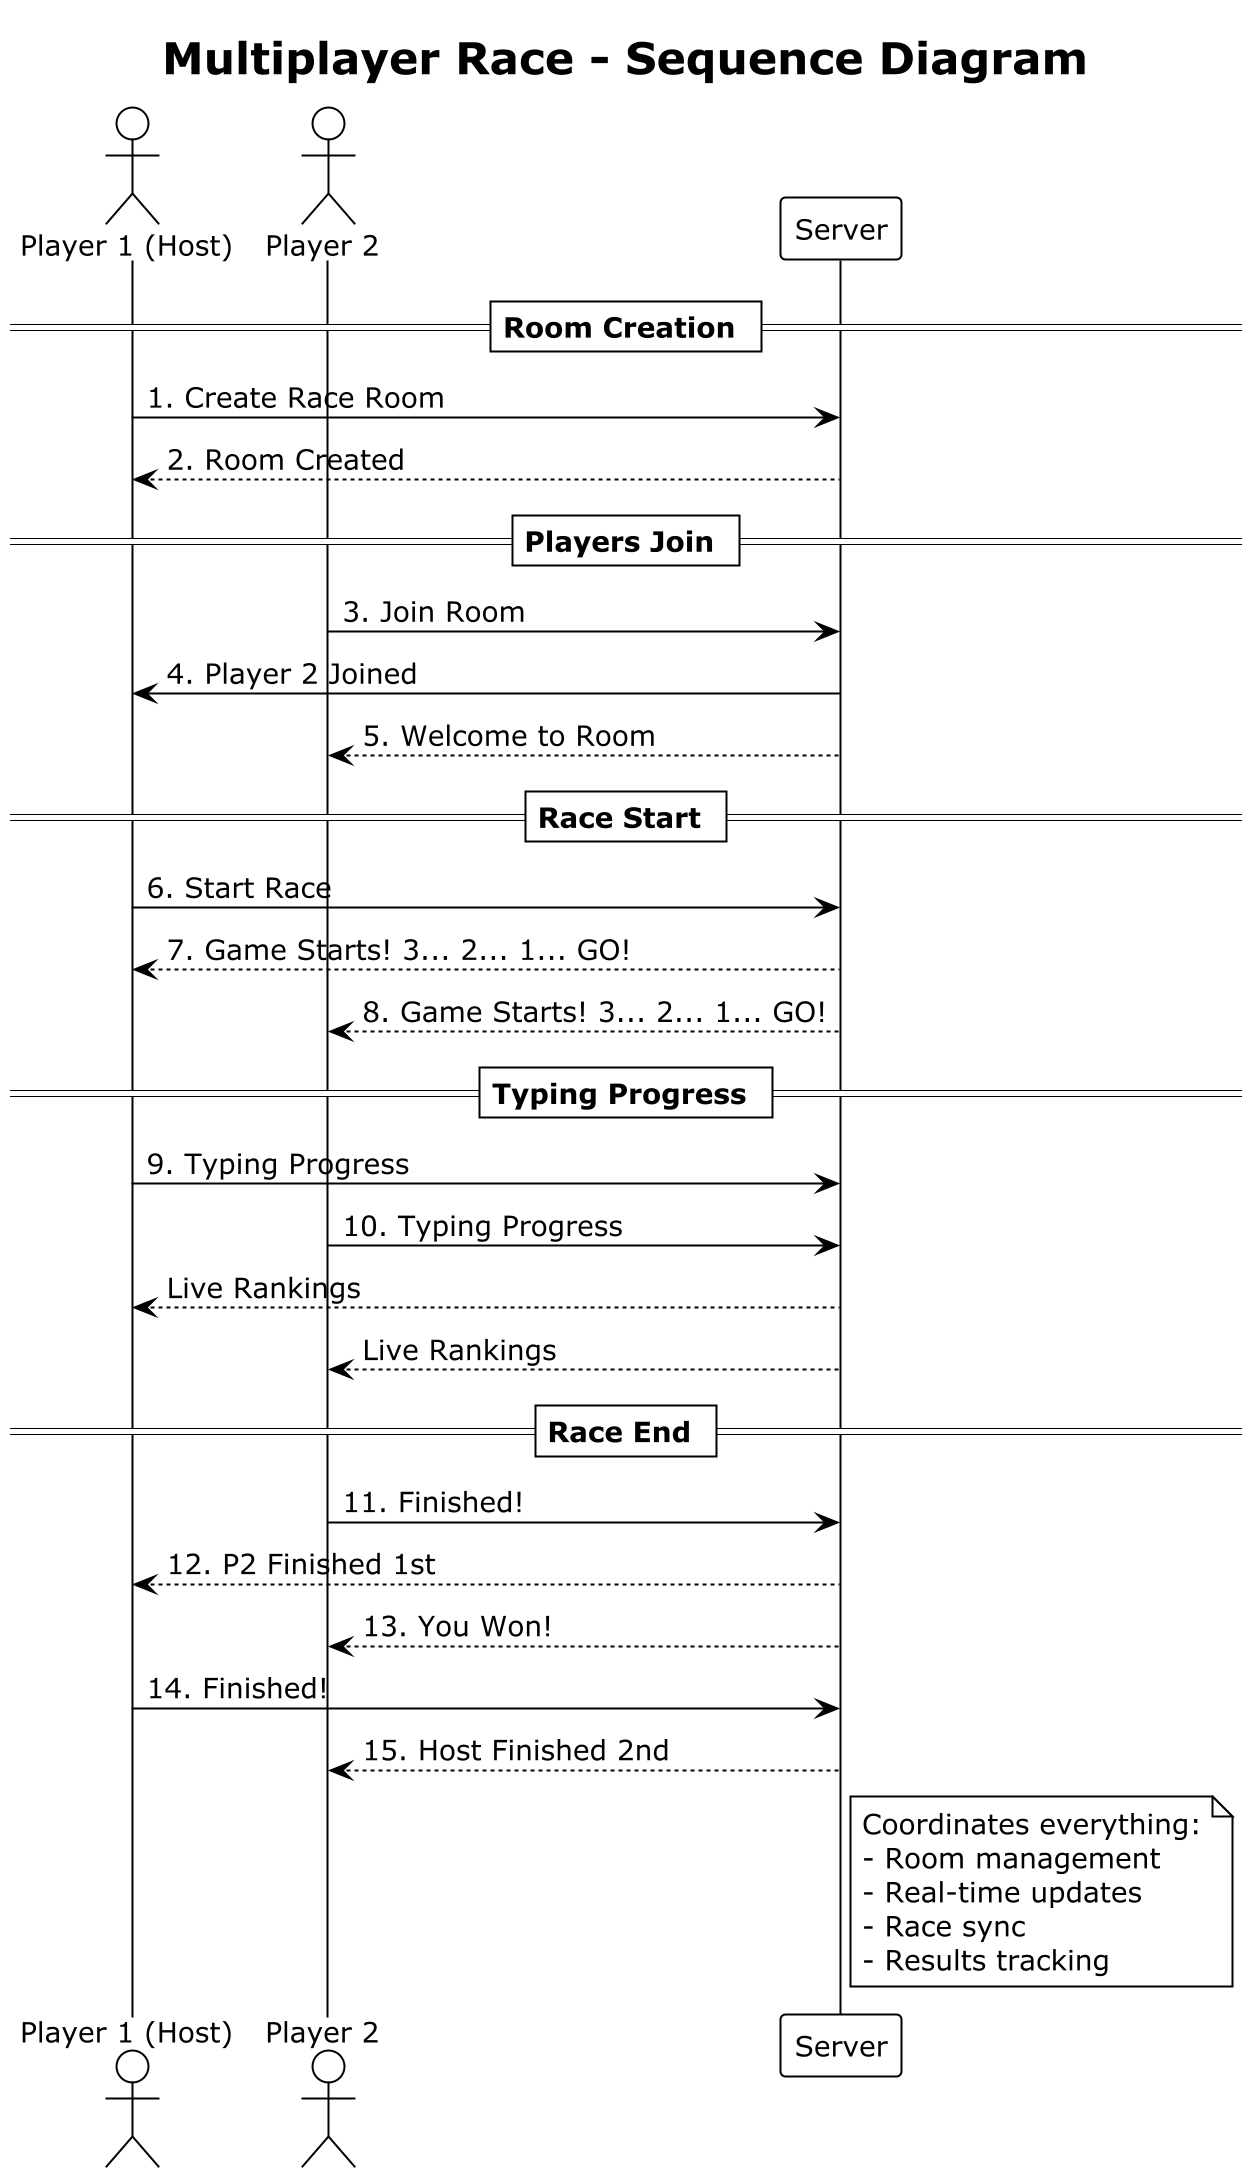 Multiplayer Race - Sequence Diagram
Player 1 (Host)
Player 2
Server
Room Creation
1. Create Race Room
2. Room Created
Players Join
3. Join Room
4. Player 2 Joined
5. Welcome to Room
Race Start
6. Start Race
7. Game Starts! 3... 2... 1... GO!
8. Game Starts! 3... 2... 1... GO!
Typing Progress
9. Typing Progress
10. Typing Progress
Live Rankings
Live Rankings
Race End
11. Finished!
12. P2 Finished 1st
13. You Won!
14. Finished!
15. Host Finished 2nd
Coordinates everything:
- Room management
- Real-time updates
- Race sync
- Results tracking
Player 1 (Host)
Player 2
Server